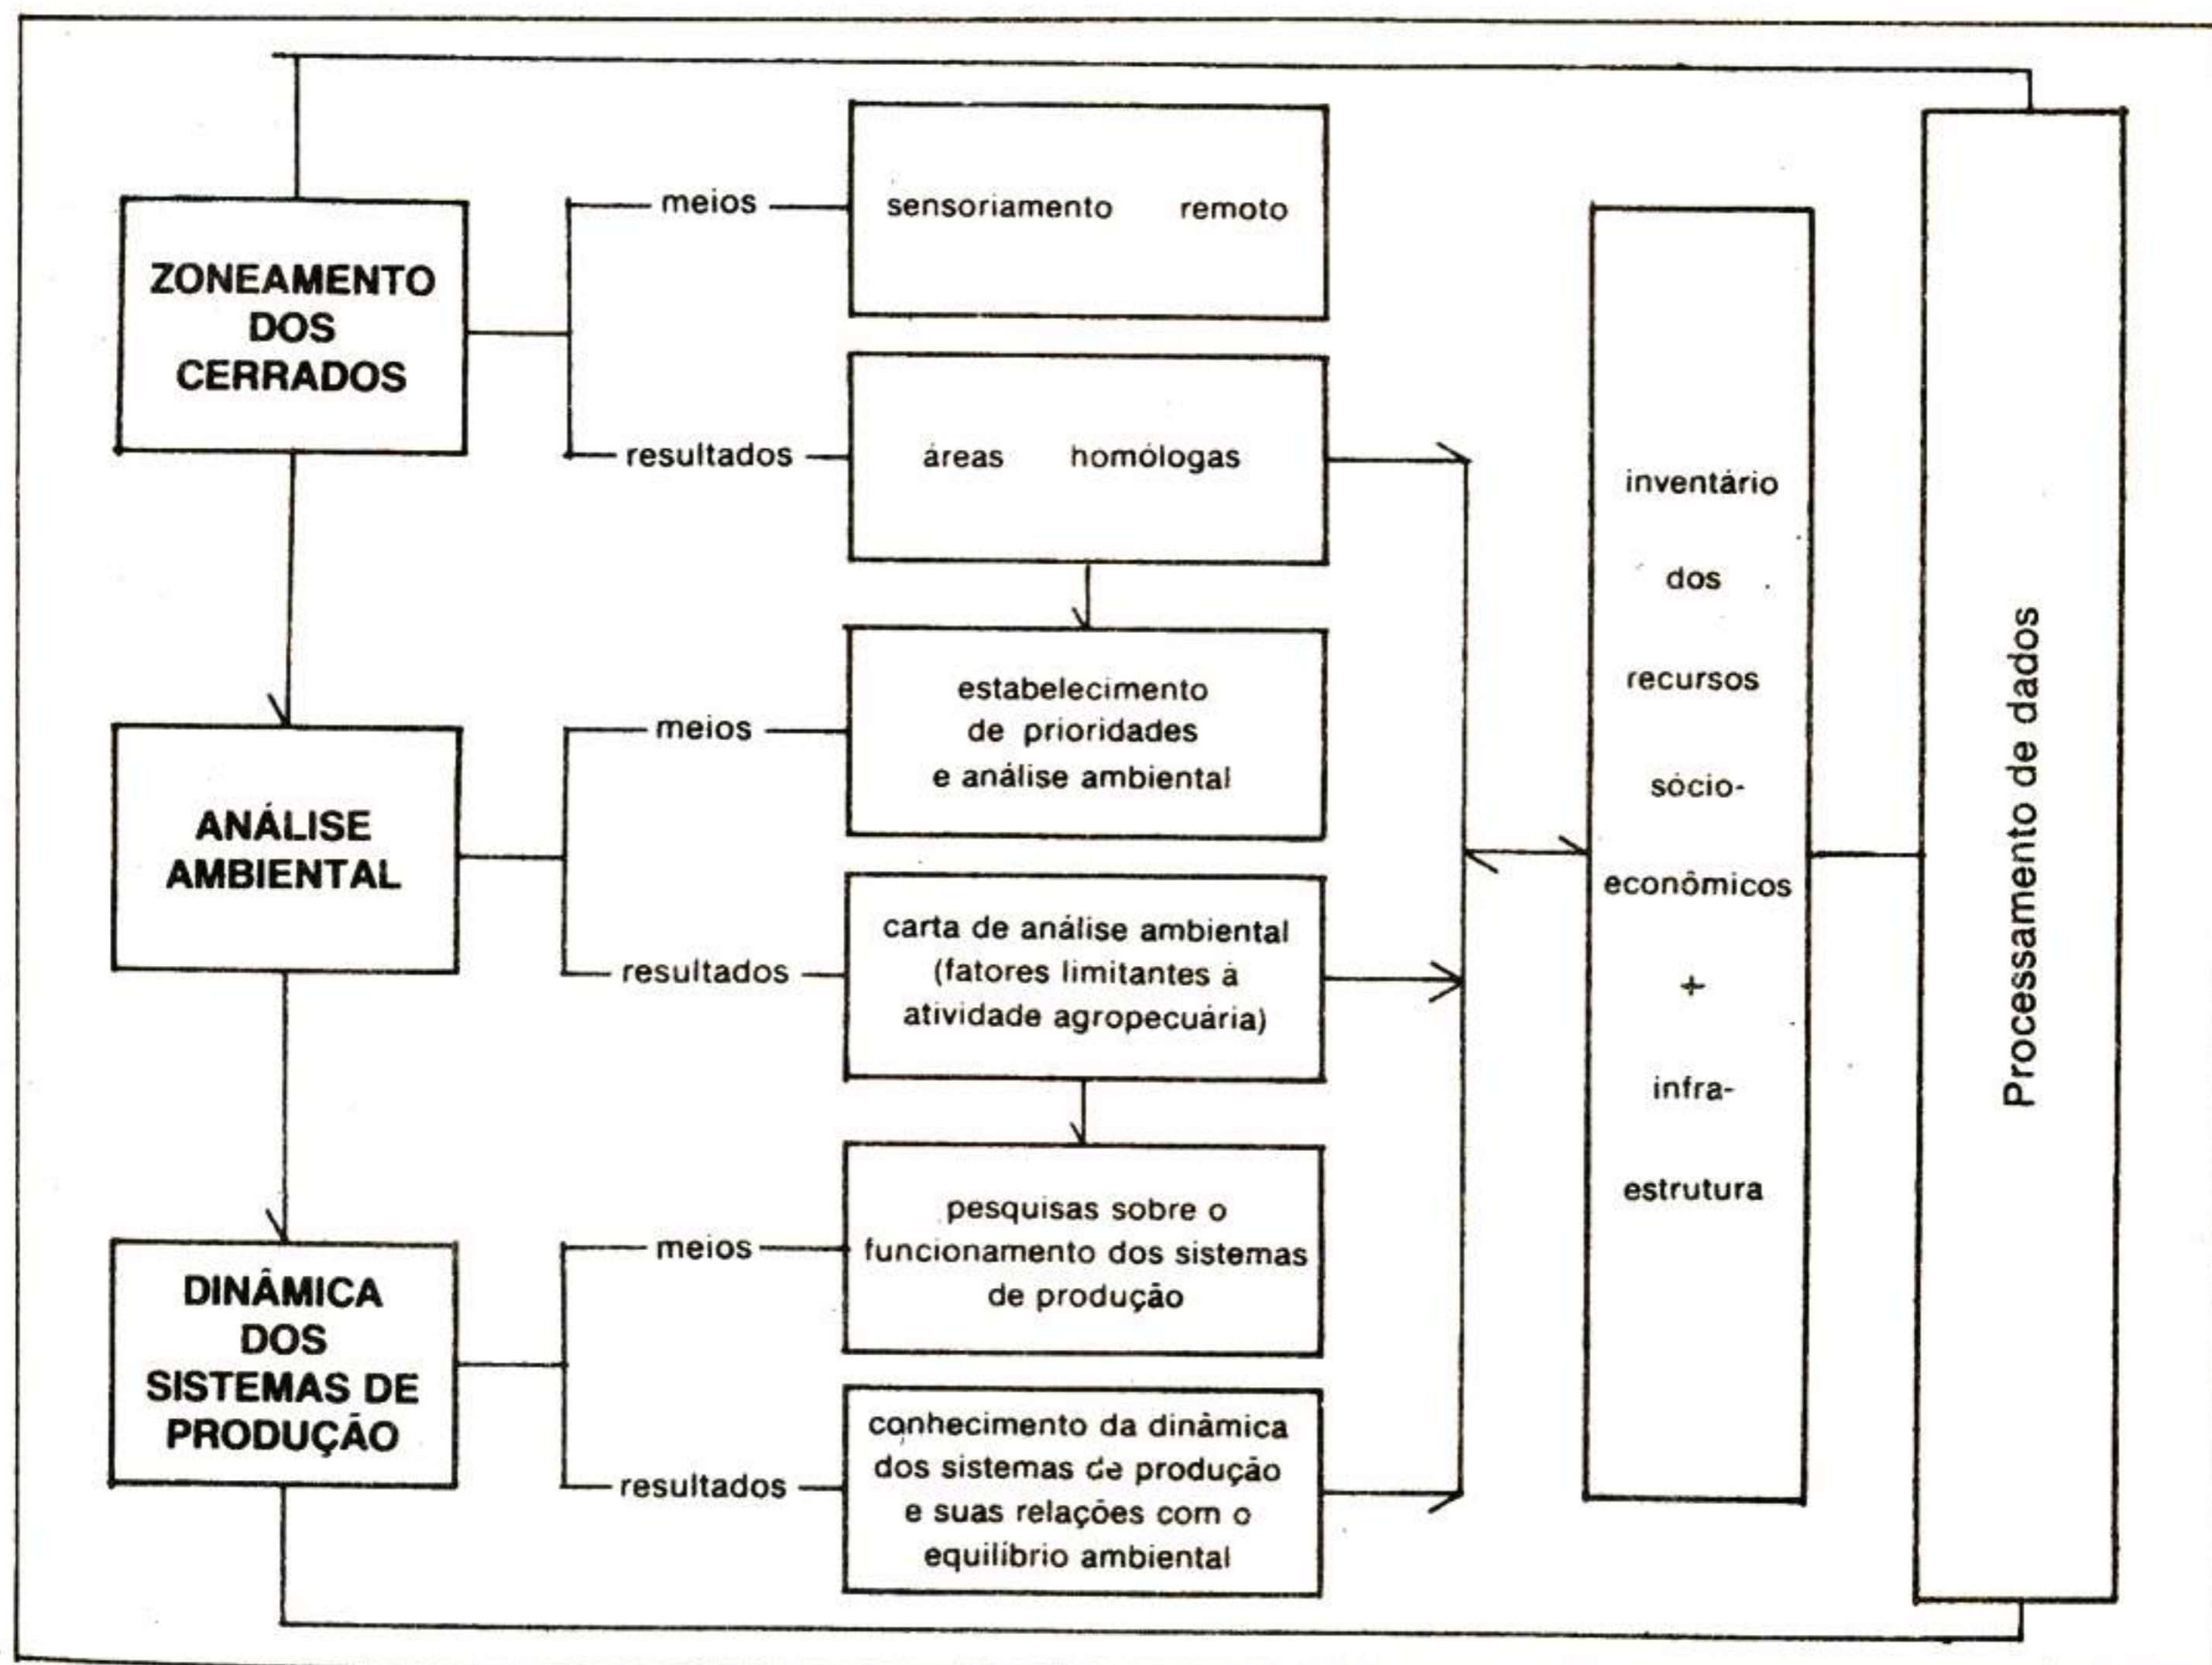 ZONEAMENTO
DOS
CERRADOS
meios
sensoriamento remoto
resultados
áreas homólogas
ANÁLISE
AMBIENTAL
meios
estabelecimento
de prioridades
e análise ambiental
resultados
carta de análise ambiental
(fatores limitantes à
atividade agropecuária)
DINÂMICA
DOS
SISTEMAS DE
PRODUÇÃO
meios
pesquisas sobre o
funcionamento dos sistemas
de produção
resultados
conhecimento da dinâmica
dos sistemas de produção
e suas relações com o
equilíbrio ambiental
inventário
dos
recursos
sócio-
econômicos
+
infra-
estrutura
Processamento de dados